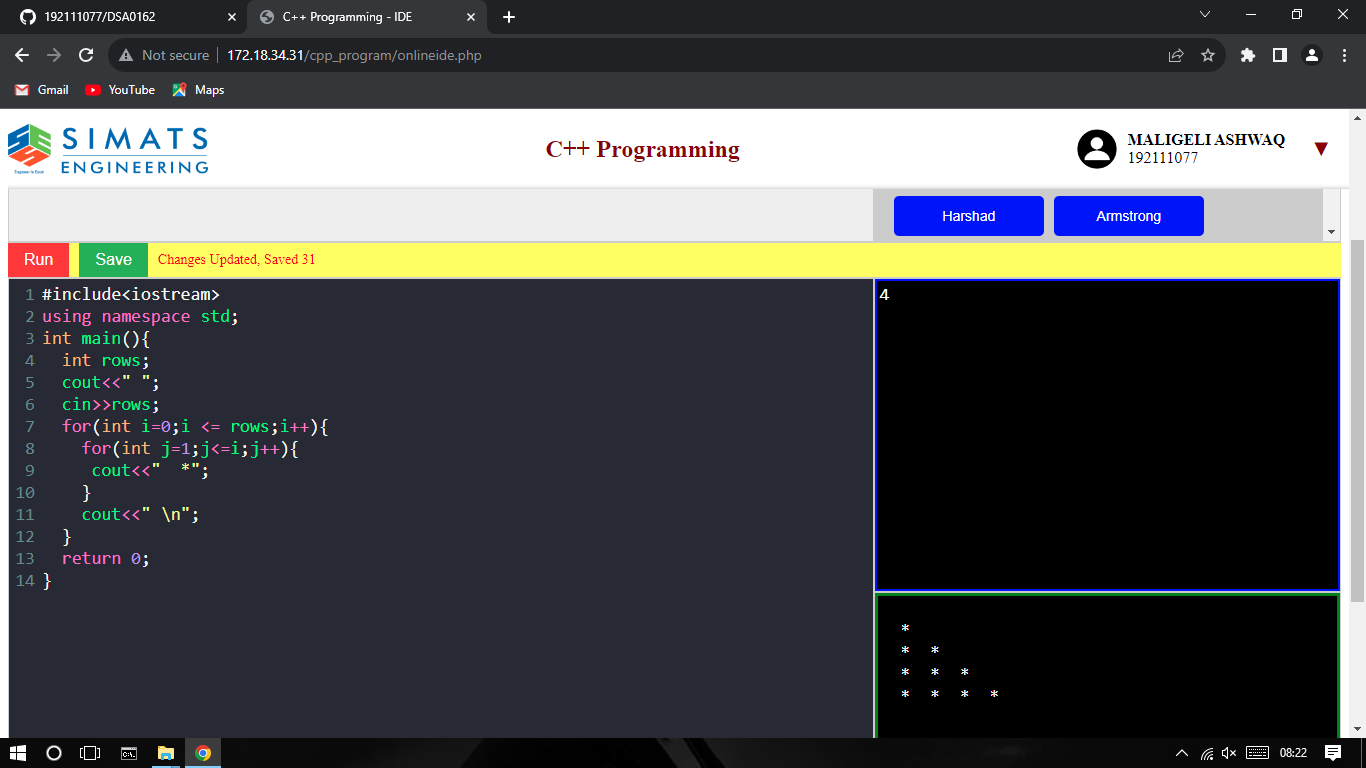 192111077/DSA0162
C++ Programming - IDE
Not secure
172.18.34.31/cpp_program/onlineide.php
Gmail
YouTube
Maps
SIMATS
ENGINEERING
Engineer to Excel
C++ Programming
MALIGELI ASHWAQ
192111077
▼
Harshad
Armstrong
Run
Save
Changes Updated, Saved 31
1 #include<iostream>
2 using namespace std;
3 int main(){
4   int rows;
5   cout<<" ";
6   cin>>rows;
7   for(int i=0;i <= rows;i++){
8     for(int j=1;j<=i;j++){
9      cout<<"  *";
10     }
11     cout<<" \n";
12   }
13   return 0;
14 }
4
*
*  *
*  *  *
*  *  *  *
08:22